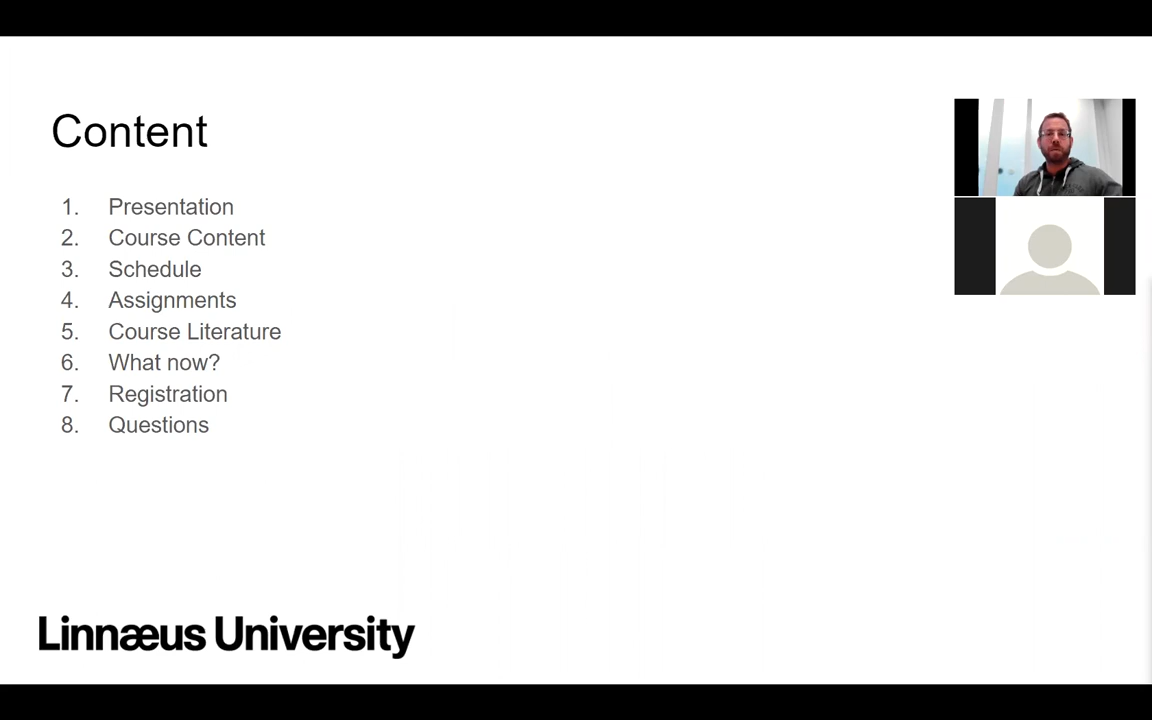 Content
1. Presentation
2. Course Content
3. Schedule
4. Assignments
5. Course Literature
6. What now?
7. Registration
8. Questions
Linnæus University